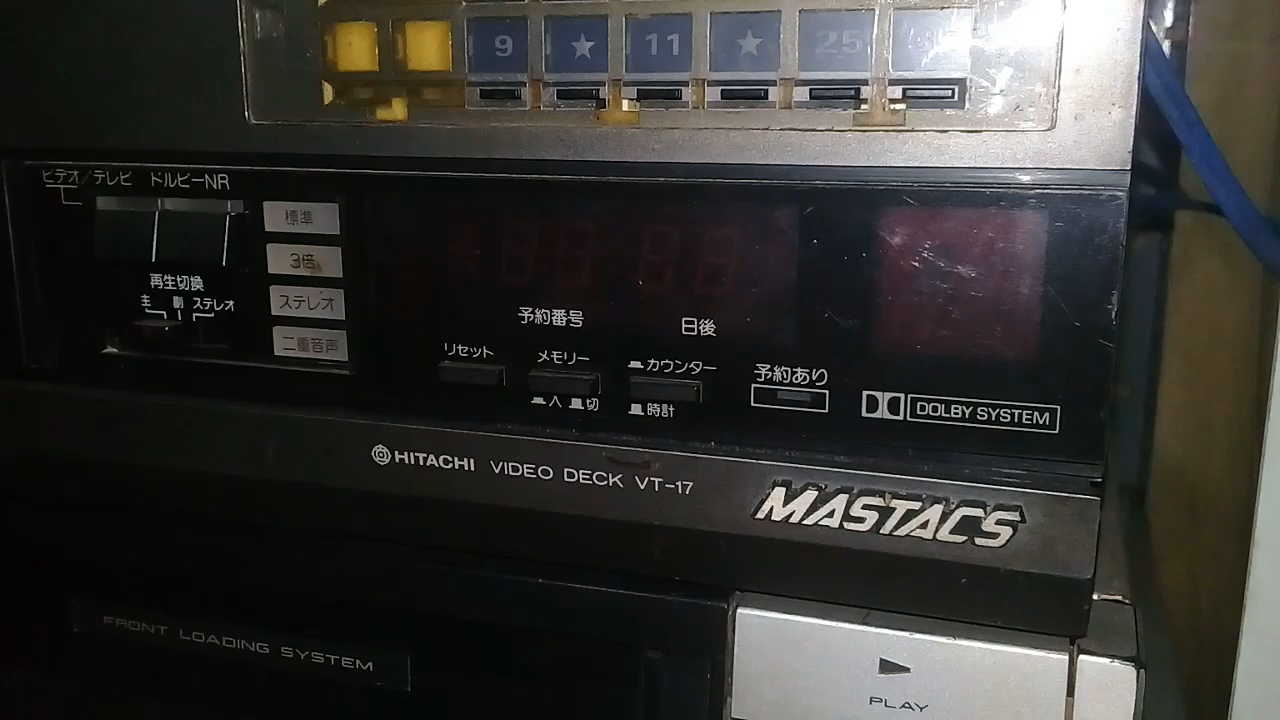 9 ★ 11 ★ 25
ビデオ/テレビ ドルビーNR
標準
3倍
再生切換
主 副 ステレオ
ステレオ
二重音声
予約番号 日後
リセット メモリー カウンター 予約あり
入 切 時計
DOLBY SYSTEM
HITACHI VIDEO DECK VT-17
MASTACS
FRONT LOADING SYSTEM
PLAY